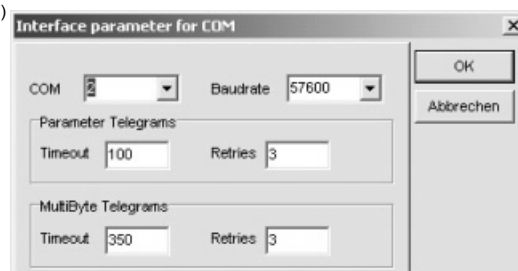 )
Interface parameter for COM
COM 2 Baudrate 57600
OK
Abbrechen
Parameter Telegrams
Timeout 100 Retries 3
MultiByte Telegrams
Timeout 350 Retries 3